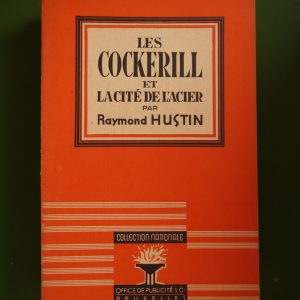 LES
COCKERILL
ET
LA CITÉ DE L'ACIER
PAR
Raymond HUSTIN
COLLECTION NATIONALE
OFFICE DE PUBLICITÉ S.C.
BRUXELLES